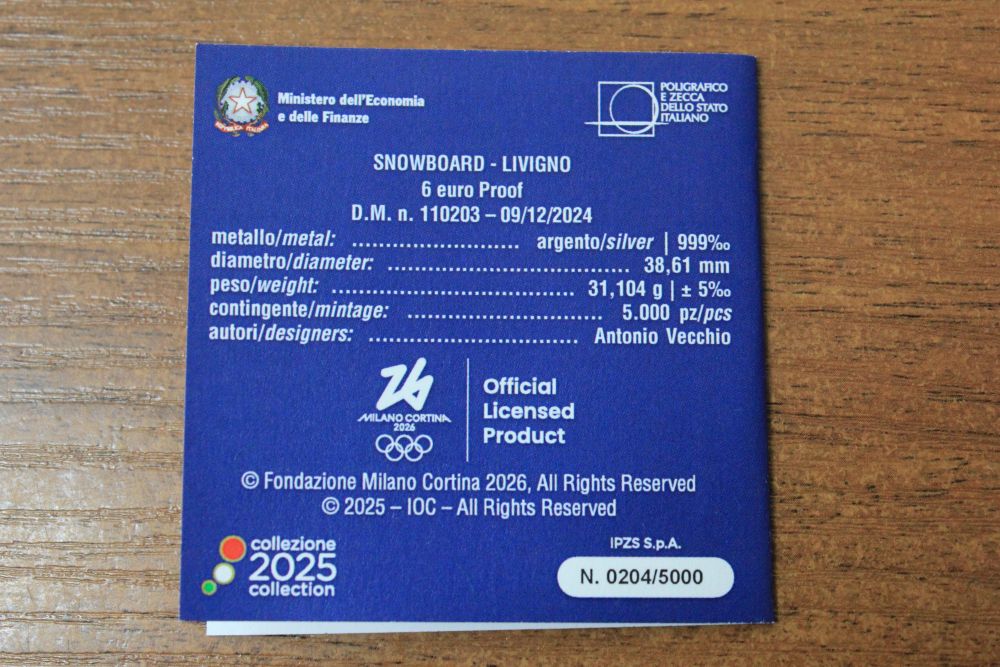 Ministero dell'Economia
e delle Finanze
REPVBBLICA ITALIANA
POLIGRAFICO
E ZECCA
DELLO STATO
ITALIANO
SNOWBOARD - LIVIGNO
6 euro Proof
D.M. n. 110203 – 09/12/2024
metallo/metal: ........................ argento/silver | 999‰
diametro/diameter: ................................... 38,61 mm
peso/weight: ................................... 31,104 g | ± 5‰
contingente/mintage: ............................ 5.000 pz/pcs
autori/designers: .............................. Antonio Vecchio
26
MILANO CORTINA
2026
Official
Licensed
Product
© Fondazione Milano Cortina 2026, All Rights Reserved
© 2025 – IOC – All Rights Reserved
collezione
2025
collection
IPZS S.p.A.
N. 0204/5000